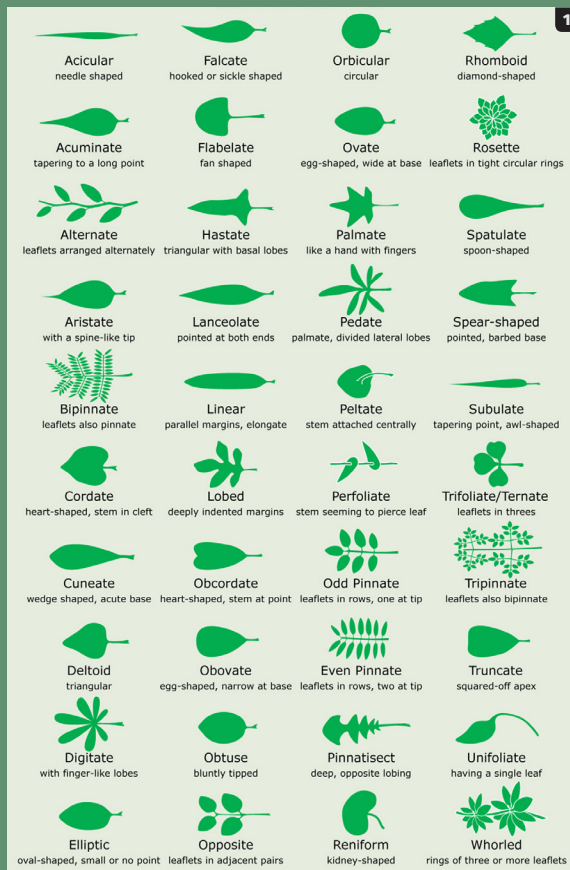 1
Acicular
needle shaped
Falcate
hooked or sickle shaped
Orbicular
circular
Rhomboid
diamond-shaped
Acuminate
tapering to a long point
Flabelate
fan shaped
Ovate
egg-shaped, wide at base
Rosette
leaflets in tight circular rings
Alternate
leaflets arranged alternately
Hastate
triangular with basal lobes
Palmate
like a hand with fingers
Spatulate
spoon-shaped
Aristate
with a spine-like tip
Lanceolate
pointed at both ends
Pedate
palmate, divided lateral lobes
Spear-shaped
pointed, barbed base
Bipinnate
leaflets also pinnate
Linear
parallel margins, elongate
Peltate
stem attached centrally
Subulate
tapering point, awl-shaped
Cordate
heart-shaped, stem in cleft
Lobed
deeply indented margins
Perfoliate
stem seeming to pierce leaf
Trifoliate/Ternate
leaflets in threes
Cuneate
wedge shaped, acute base
Obcordate
heart-shaped, stem at point
Odd Pinnate
leaflets in rows, one at tip
Tripinnate
leaflets also bipinnate
Deltoid
triangular
Obovate
egg-shaped, narrow at base
Even Pinnate
leaflets in rows, two at tip
Truncate
squared-off apex
Digitate
with finger-like lobes
Obtuse
bluntly tipped
Pinnatisect
deep, opposite lobing
Unifoliate
having a single leaf
Elliptic
oval-shaped, small or no point
Opposite
leaflets in adjacent pairs
Reniform
kidney-shaped
Whorled
rings of three or more leaflets